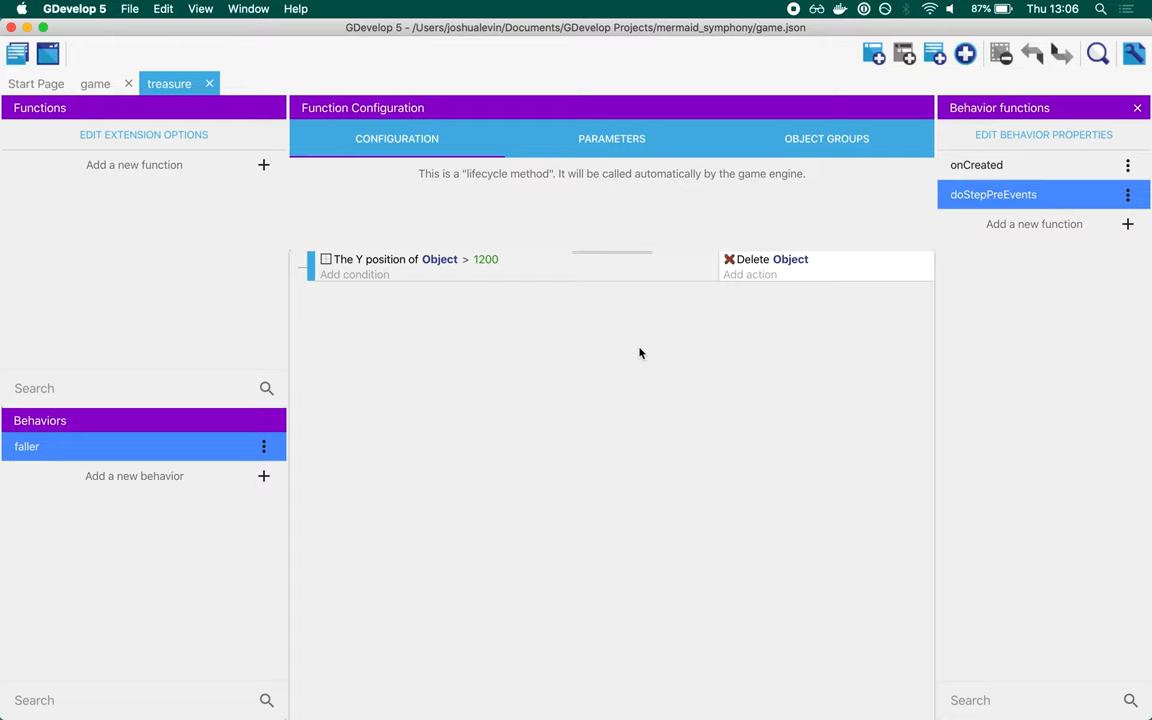 GDevelop 5 File Edit View Window Help 87% Thu 13:06
GDevelop 5 - /Users/joshualevin/Documents/GDevelop Projects/mermaid_symphony/game.json
Start Page game treasure
Functions
EDIT EXTENSION OPTIONS
Add a new function
Search
Behaviors
faller
Add a new behavior
Search
Function Configuration
CONFIGURATION PARAMETERS OBJECT GROUPS
This is a "lifecycle method". It will be called automatically by the game engine.
The Y position of Object > 1200
Add condition
Delete Object
Add action
Behavior functions
EDIT BEHAVIOR PROPERTIES
onCreated
doStepPreEvents
Add a new function
Search